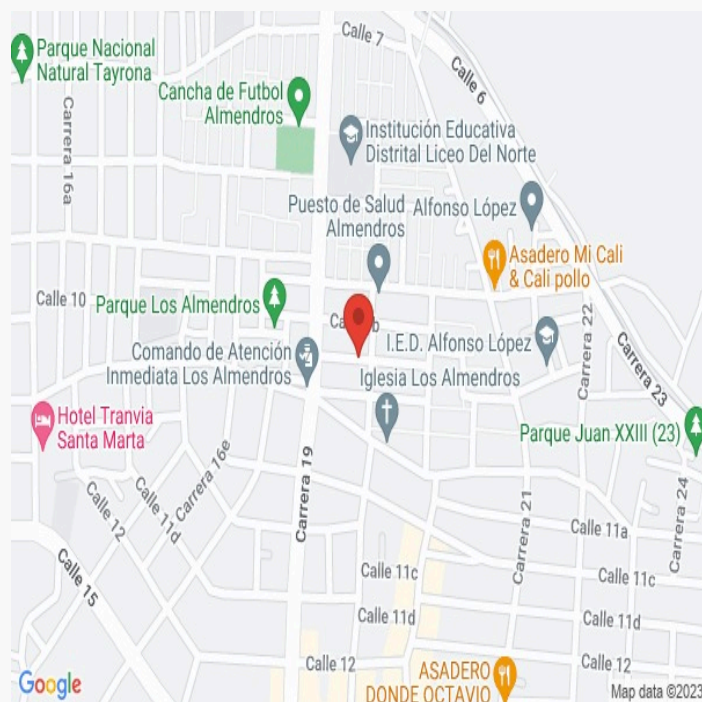 Calle 7
Parque Nacional
Natural Tayrona
Calle 6
Cancha de Futbol
Almendros
Carrera 16a
Institución Educativa
Distrital Liceo Del Norte
Puesto de Salud
Almendros
Alfonso López
Asadero Mi Cali
& Cali pollo
Calle 10
Parque Los Almendros
Carrera 22
Comando de Atención
Inmediata Los Almendros
I.E.D. Alfonso López
Carrera 23
Iglesia Los Almendros
Hotel Tranvia
Santa Marta
Parque Juan XXIII (23)
Carrera 16e
Carrera 19
Calle 12
Calle 11d
Carrera 21
Carrera 24
Calle 11a
Calle 15
Calle 11c
Calle 11c
Calle 11d
Calle 11d
Calle 12
Calle 12
ASADERO
DONDE OCTAVIO
Google
Map data ©2023